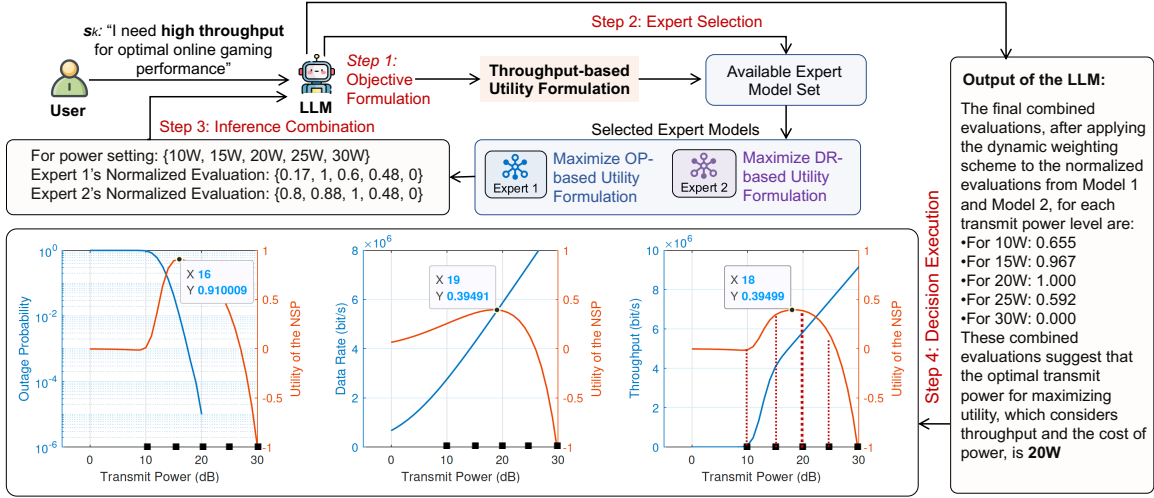 sₖ: “I need high throughput
for optimal online gaming
performance”
User
LLM
Step 1:
Objective
Formulation
Throughput-based
Utility Formulation
Step 2: Expert Selection
Available Expert
Model Set
Selected Expert Models
Expert 1
Maximize OP-
based Utility
Formulation
Expert 2
Maximize DR-
based Utility
Formulation
Step 3: Inference Combination
For power setting: {10W, 15W, 20W, 25W, 30W}
Expert 1’s Normalized Evaluation: {0.17, 1, 0.6, 0.48, 0}
Expert 2’s Normalized Evaluation: {0.8, 0.88, 1, 0.48, 0}
Output of the LLM:
The final combined
evaluations, after applying
the dynamic weighting
scheme to the normalized
evaluations from Model 1
and Model 2, for each
transmit power level are:
•For 10W: 0.655
•For 15W: 0.967
•For 20W: 1.000
•For 25W: 0.592
•For 30W: 0.000
These combined
evaluations suggest that
the optimal transmit
power for maximizing
utility, which considers
throughput and the cost of
power, is 20W
Step 4: Decision Execution
Outage Probability
10⁰
10⁻²
10⁻⁴
10⁻⁶
X 16
Y 0.910009
1
0.5
0
-0.5
-1
Utility of the NSP
0 10 20 30
Transmit Power (dB)
×10⁶
Data Rate (bit/s)
8
6
4
2
0
X 19
Y 0.39491
1
0.5
0
-0.5
-1
Utility of the NSP
0 10 20 30
Transmit Power (dB)
×10⁶
Throughput (bit/s)
10
8
6
4
2
0
X 18
Y 0.39499
1
0.5
0
-0.5
-1
Utility of the NSP
0 10 20 30
Transmit Power (dB)